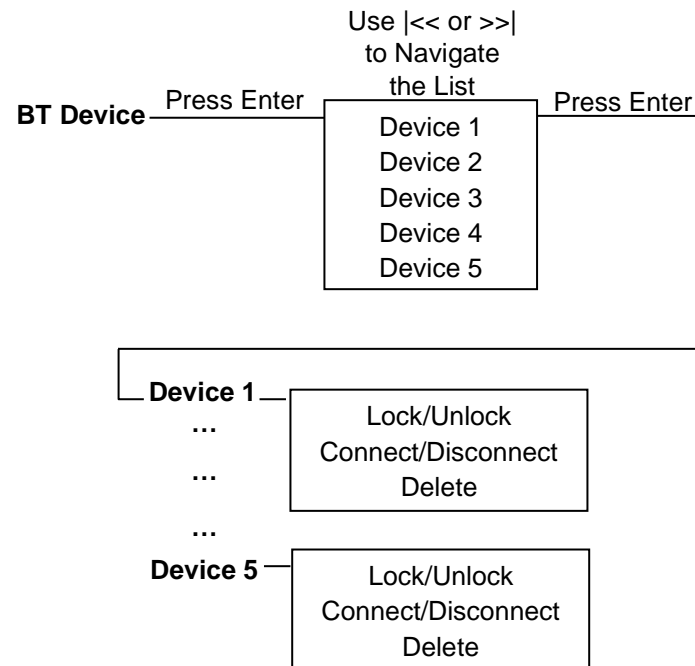 Use |<< or >>|
to Navigate
the List
BT Device
Press Enter
Device 1
Device 2
Device 3
Device 4
Device 5
Press Enter
Device 1
Lock/Unlock
Connect/Disconnect
Delete
...
...
...
Device 5
Lock/Unlock
Connect/Disconnect
Delete